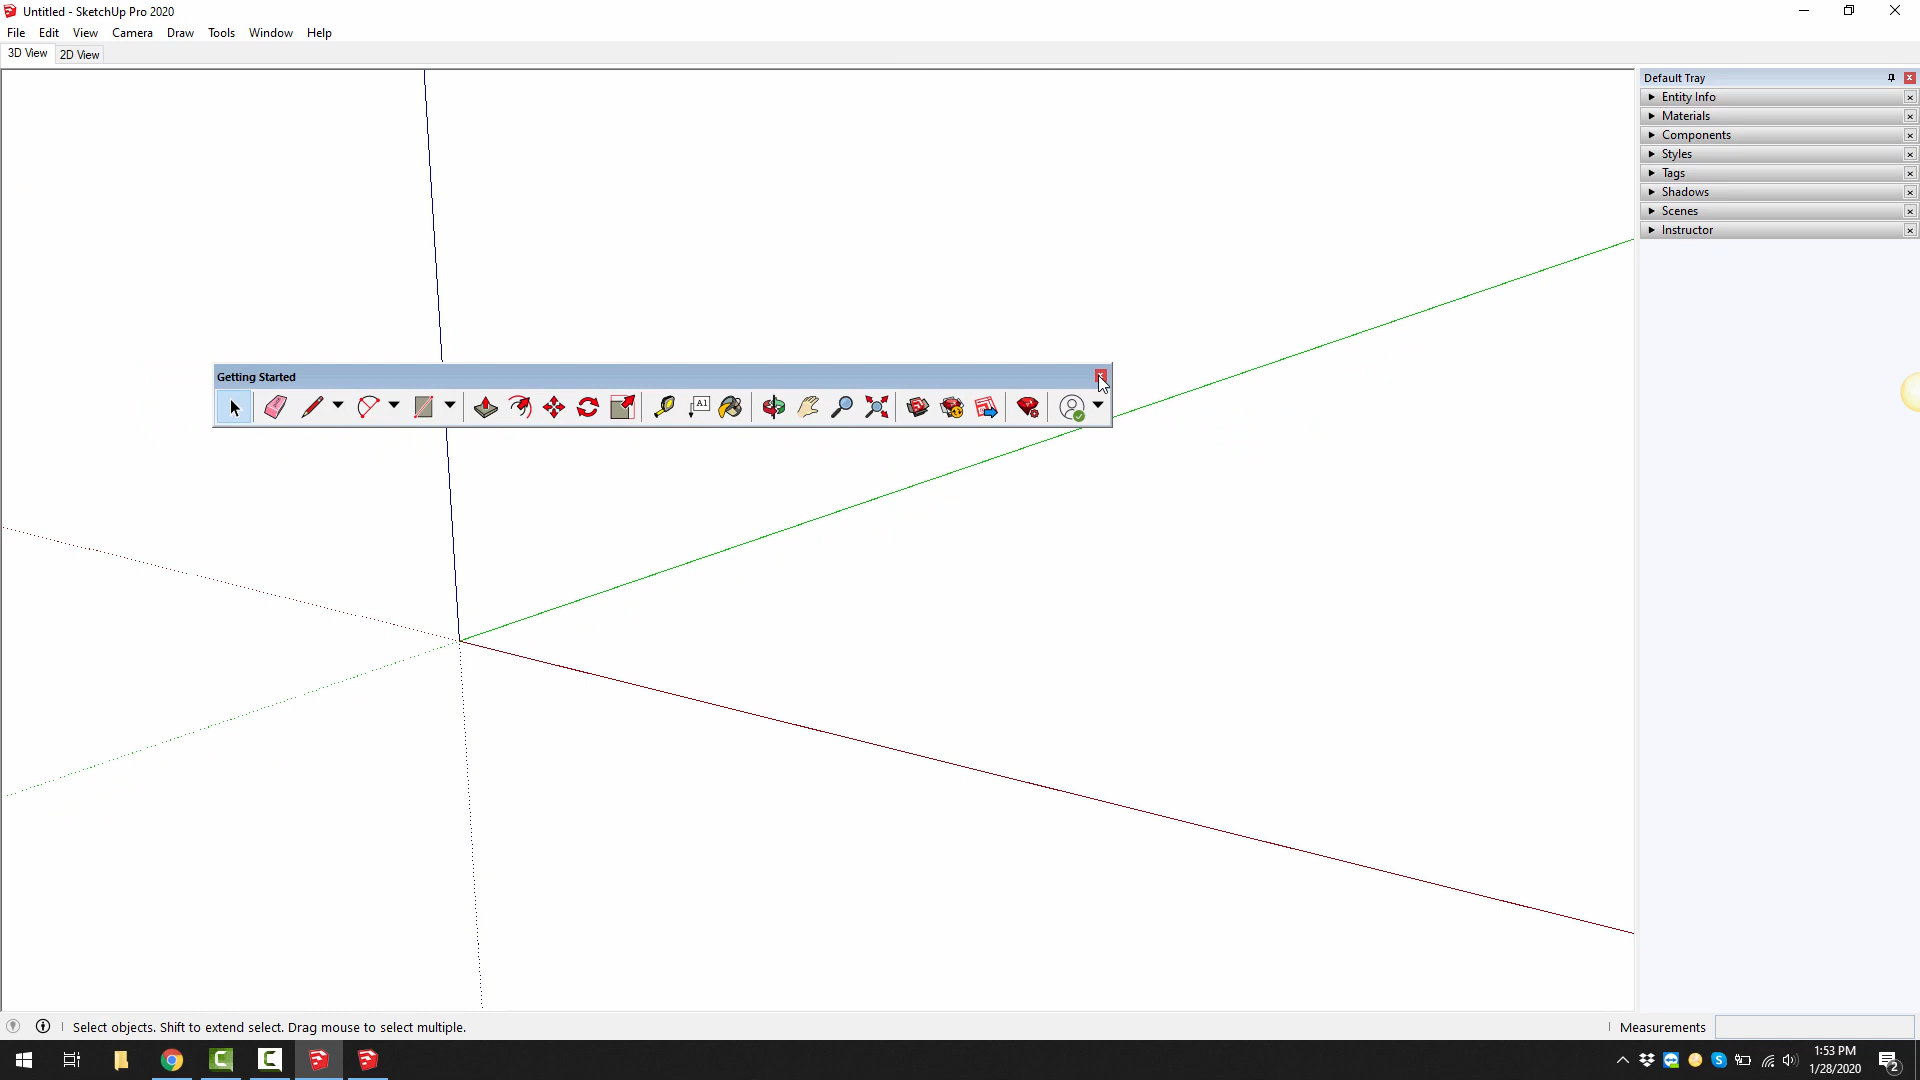 Untitled - SketchUp Pro 2020
File Edit View Camera Draw Tools Window Help
3D View 2D View
Default Tray
Entity Info
Materials
Components
Styles
Tags
Shadows
Scenes
Instructor
Getting Started
A1
Select objects. Shift to extend select. Drag mouse to select multiple.
Measurements
1:53 PM
1/28/2020
2